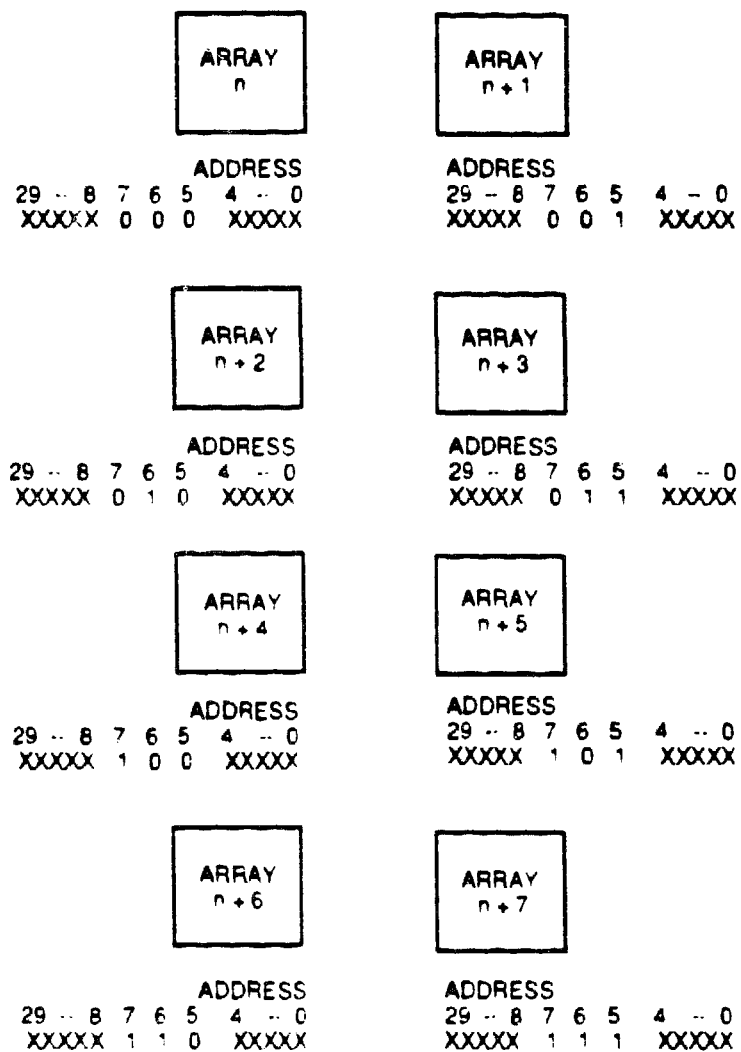 ARRAY
n
ARRAY
n + 1
ADDRESS
29 -- 8 7 6 5 4 -- 0
XXXXX 0 0 0 XXXXX
ADDRESS
29 -- 8 7 6 5 4 -- 0
XXXXX 0 0 1 XXXXX
ARRAY
n + 2
ARRAY
n + 3
ADDRESS
29 -- 8 7 6 5 4 -- 0
XXXXX 0 1 0 XXXXX
ADDRESS
29 -- 8 7 6 5 4 -- 0
XXXXX 0 1 1 XXXXX
ARRAY
n + 4
ARRAY
n + 5
ADDRESS
29 -- 8 7 6 5 4 -- 0
XXXXX 1 0 0 XXXXX
ADDRESS
29 -- 8 7 6 5 4 -- 0
XXXXX 1 0 1 XXXXX
ARRAY
n + 6
ARRAY
n + 7
ADDRESS
29 -- 8 7 6 5 4 -- 0
XXXXX 1 1 0 XXXXX
ADDRESS
29 -- 8 7 6 5 4 -- 0
XXXXX 1 1 1 XXXXX